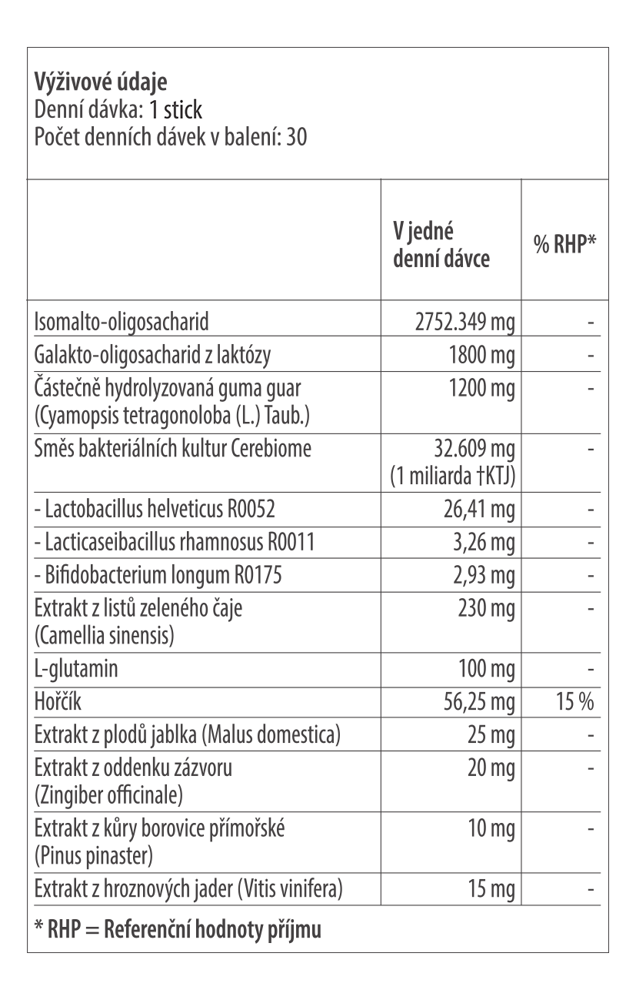 Výživové údaje
Denní dávka: 1 stick
Počet denních dávek v balení: 30
V jedné
denní dávce
% RHP*
Isomalto-oligosacharid 2752.349 mg -
Galakto-oligosacharid z laktózy 1800 mg -
Částečně hydrolyzovaná guma guar 1200 mg -
(Cyamopsis tetragonoloba (L.) Taub.)
Směs bakteriálních kultur Cerebiome 32.609 mg -
(1 miliarda †KTJ)
- Lactobacillus helveticus R0052 26,41 mg -
- Lacticaseibacillus rhamnosus R0011 3,26 mg -
- Bifidobacterium longum R0175 2,93 mg -
Extrakt z listů zeleného čaje 230 mg -
(Camellia sinensis)
L-glutamin 100 mg -
Hořčík 56,25 mg 15 %
Extrakt z plodů jablka (Malus domestica) 25 mg -
Extrakt z oddenku zázvoru 20 mg -
(Zingiber officinale)
Extrakt z kůry borovice přímořské 10 mg -
(Pinus pinaster)
Extrakt z hroznových jader (Vitis vinifera) 15 mg -
* RHP = Referenční hodnoty příjmu